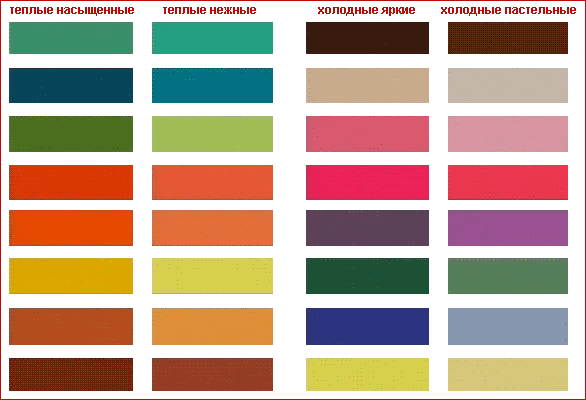 теплые насыщенные теплые нежные холодные яркие холодные пастельные